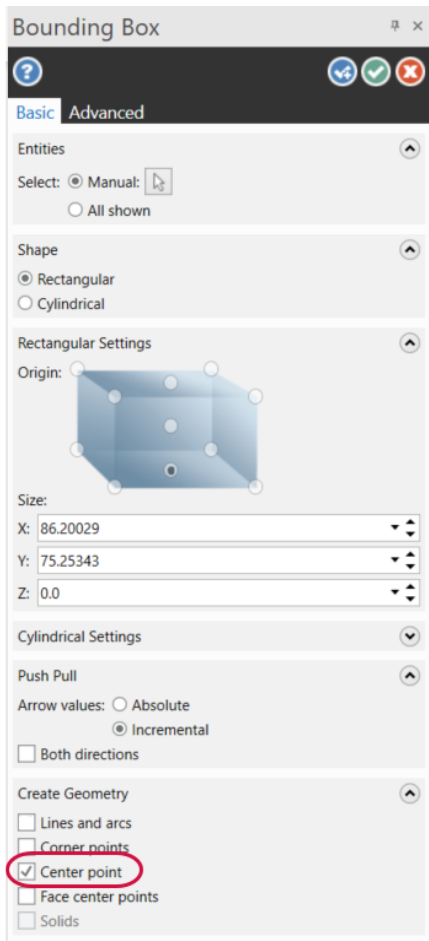 Bounding Box
?
Basic Advanced
Entities
Select: Manual:
All shown
Shape
Rectangular
Cylindrical
Rectangular Settings
Origin:
Size:
X: 86.20029
Y: 75.25343
Z: 0.0
Cylindrical Settings
Push Pull
Arrow values: Absolute
Incremental
Both directions
Create Geometry
Lines and arcs
Corner points
Center point
Face center points
Solids